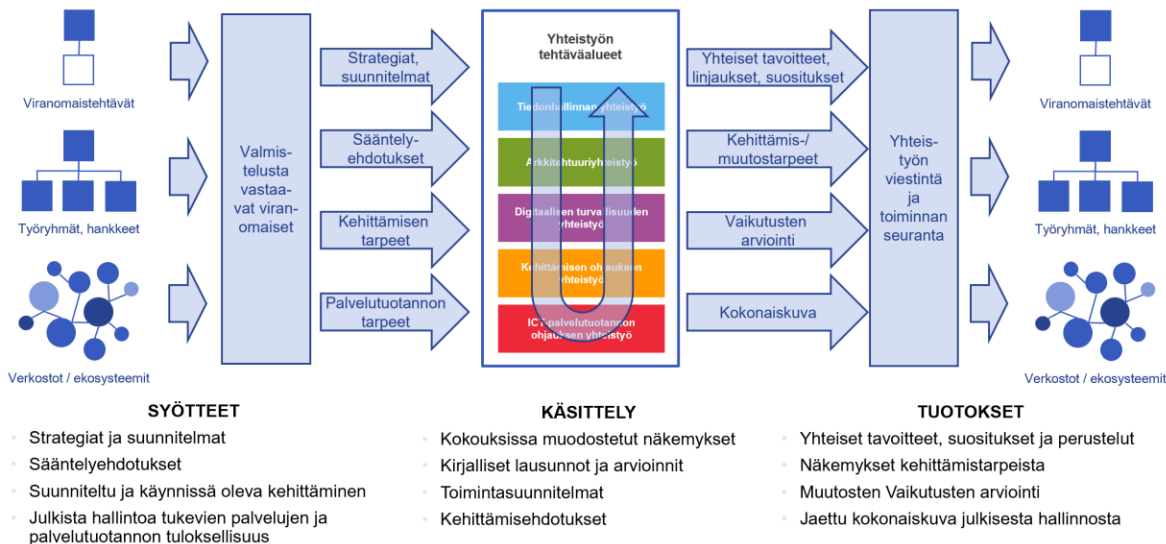 Viranomaistehtävät
Työryhmät, hankkeet
Verkostot / ekosysteemit
Valmis-
telusta
vastaa-
vat viran-
omaiset
Strategiat,
suunnitelmat
Sääntely-
ehdotukset
Kehittämisen
tarpeet
Palvelutuotannon
tarpeet
Yhteistyön
tehtäväalueet
Tiedonhallinnan yhteistyö
Arkkitehtuuriyhteistyö
Digitaalisen turvallisuuden
yhteistyö
Kehittämisen ohjauksen
yhteistyö
ICT-palvelutuotannon
ohjauksen yhteistyö
Yhteiset tavoitteet,
linjaukset, suositukset
Kehittämis-/
muutostarpeet
Vaikutusten
arviointi
Kokonaiskuva
Yhteis-
työn
viestintä
ja
toiminnan
seuranta
Viranomaistehtävät
Työryhmät, hankkeet
Verkostot / ekosysteemit
SYÖTTEET
Strategiat ja suunnitelmat
Sääntelyehdotukset
Suunniteltu ja käynnissä oleva kehittäminen
Julkista hallintoa tukevien palvelujen ja
palvelutuotannon tuloksellisuus
KÄSITTELY
Kokouksissa muodostetut näkemykset
Kirjalliset lausunnot ja arvioinnit
Toimintasuunnitelmat
Kehittämisehdotukset
TUOTOKSET
Yhteiset tavoitteet, suositukset ja perustelut
Näkemykset kehittämistarpeista
Muutosten Vaikutusten arviointi
Jaettu kokonaiskuva julkisesta hallinnosta